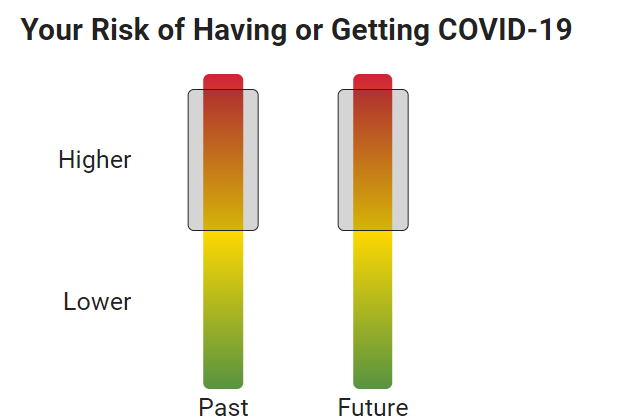 Your Risk of Having or Getting COVID-19
Higher
Lower
Past
Future